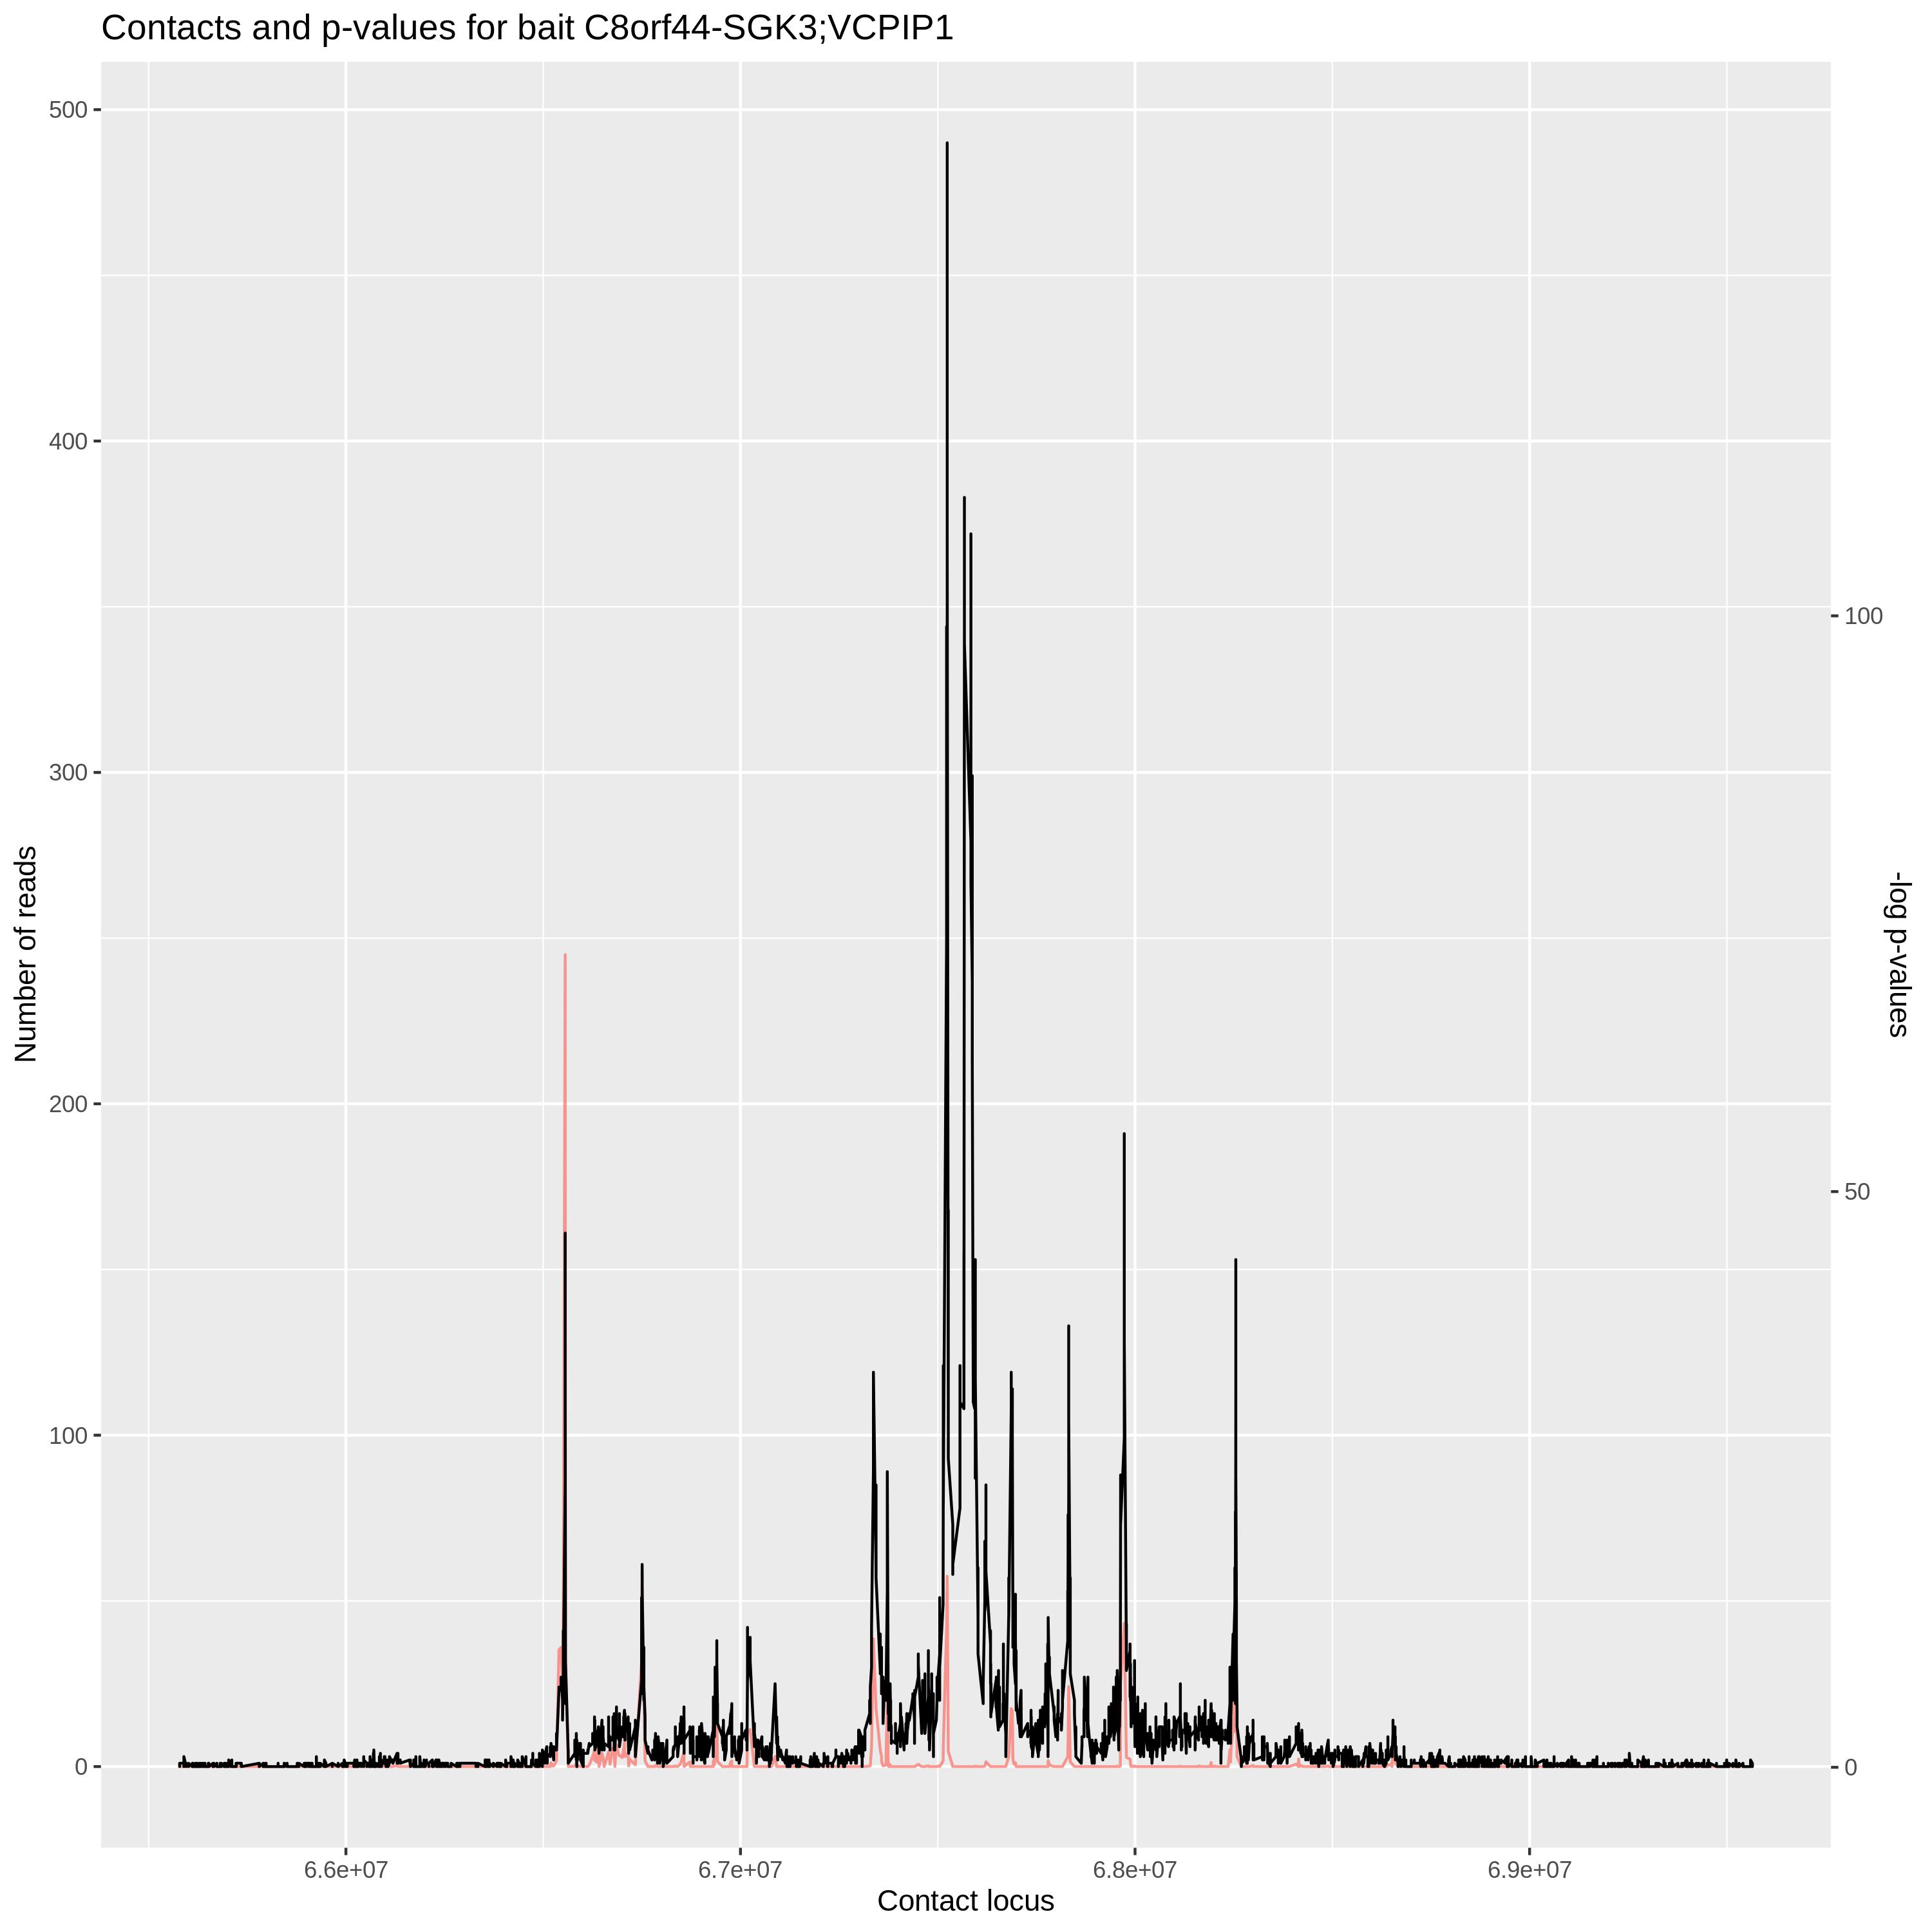 Contacts and p-values for bait C8orf44-SGK3;VCPIP1
500
400
300
200
100
0
Number of reads
100
50
0
-log p-values
6.6e+07 6.7e+07 6.8e+07 6.9e+07
Contact locus